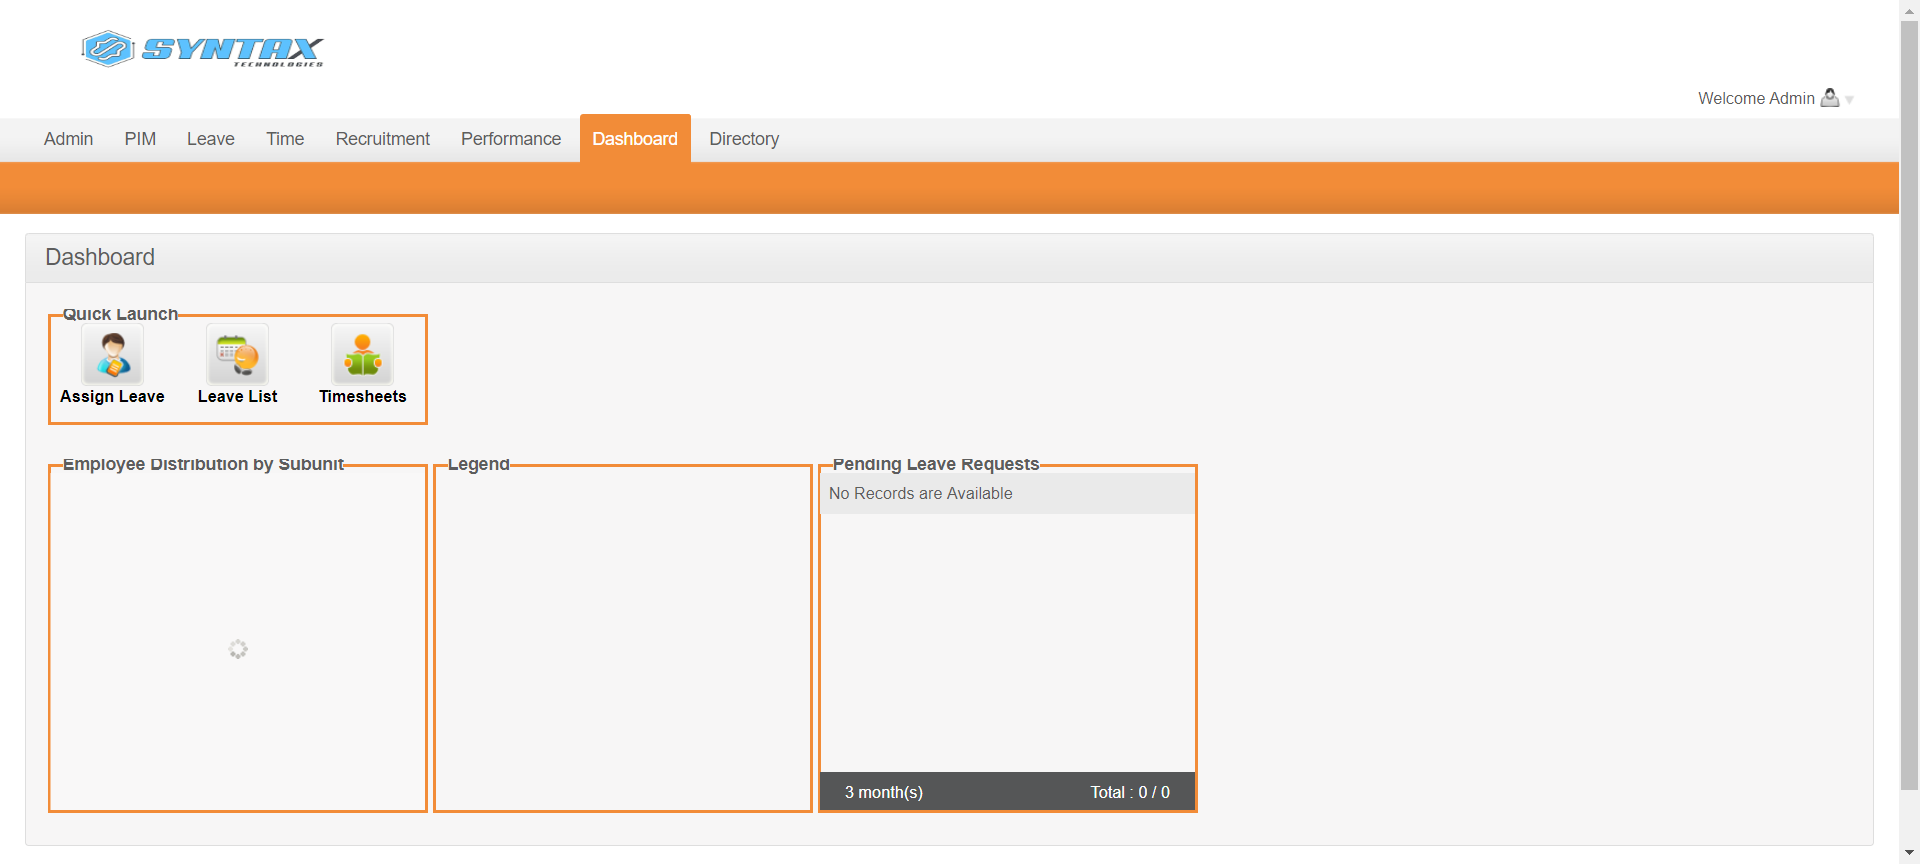 SYNTAX
TECHNOLOGIES
Welcome Admin
Admin PIM Leave Time Recruitment Performance Dashboard Directory
Dashboard
Quick Launch
Assign Leave Leave List Timesheets
Employee Distribution by Subunit Legend Pending Leave Requests
No Records are Available
3 month(s) Total : 0 / 0